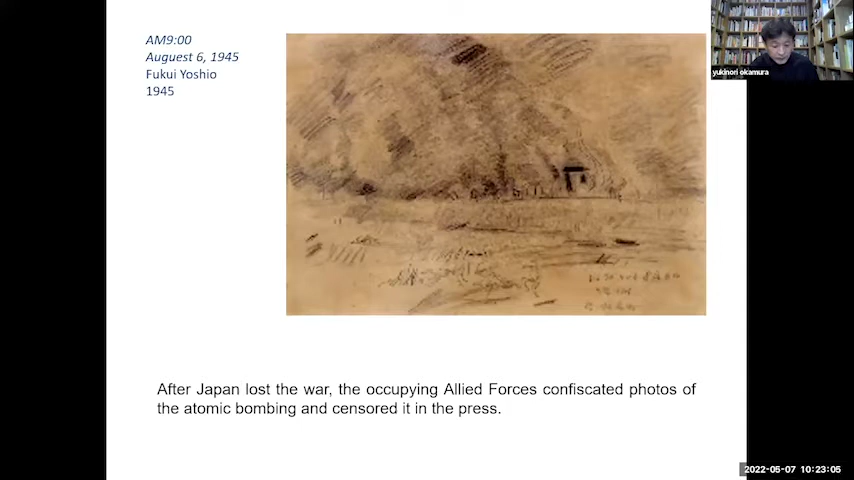 AM9:00
Auguest 6, 1945
Fukui Yoshio
1945
yukinori okamura
After Japan lost the war, the occupying Allied Forces confiscated photos of
the atomic bombing and censored it in the press.
2022-05-07 10:23:05